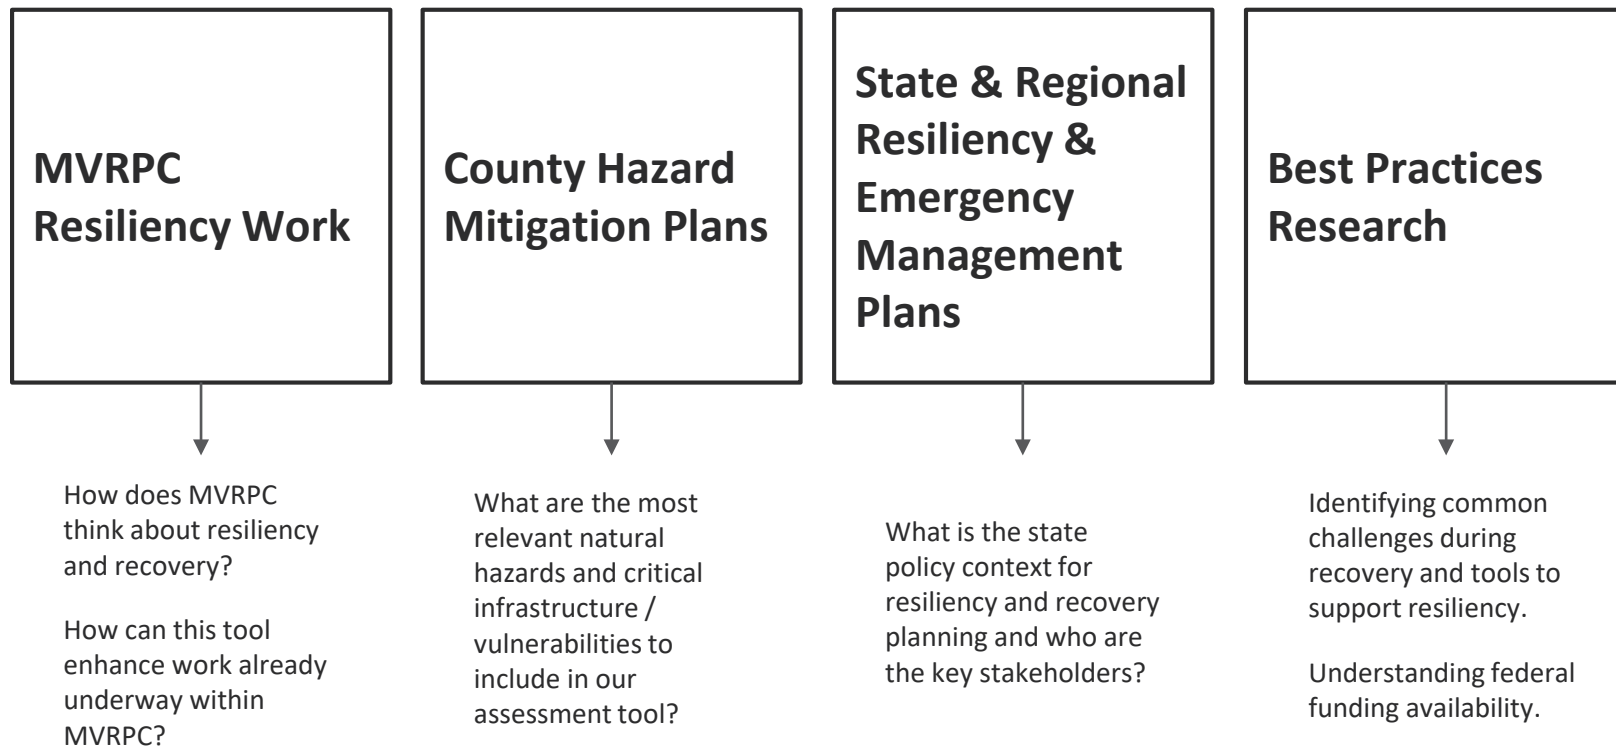 MVRPC
Resiliency Work
County Hazard
Mitigation Plans
State & Regional
Resiliency &
Emergency
Management
Plans
Best Practices
Research
How does MVRPC
think about resiliency
and recovery?
How can this tool
enhance work already
underway within
MVRPC?
What are the most
relevant natural
hazards and critical
infrastructure /
vulnerabilities to
include in our
assessment tool?
What is the state
policy context for
resiliency and recovery
planning and who are
the key stakeholders?
Identifying common
challenges during
recovery and tools to
support resiliency.
Understanding federal
funding availability.